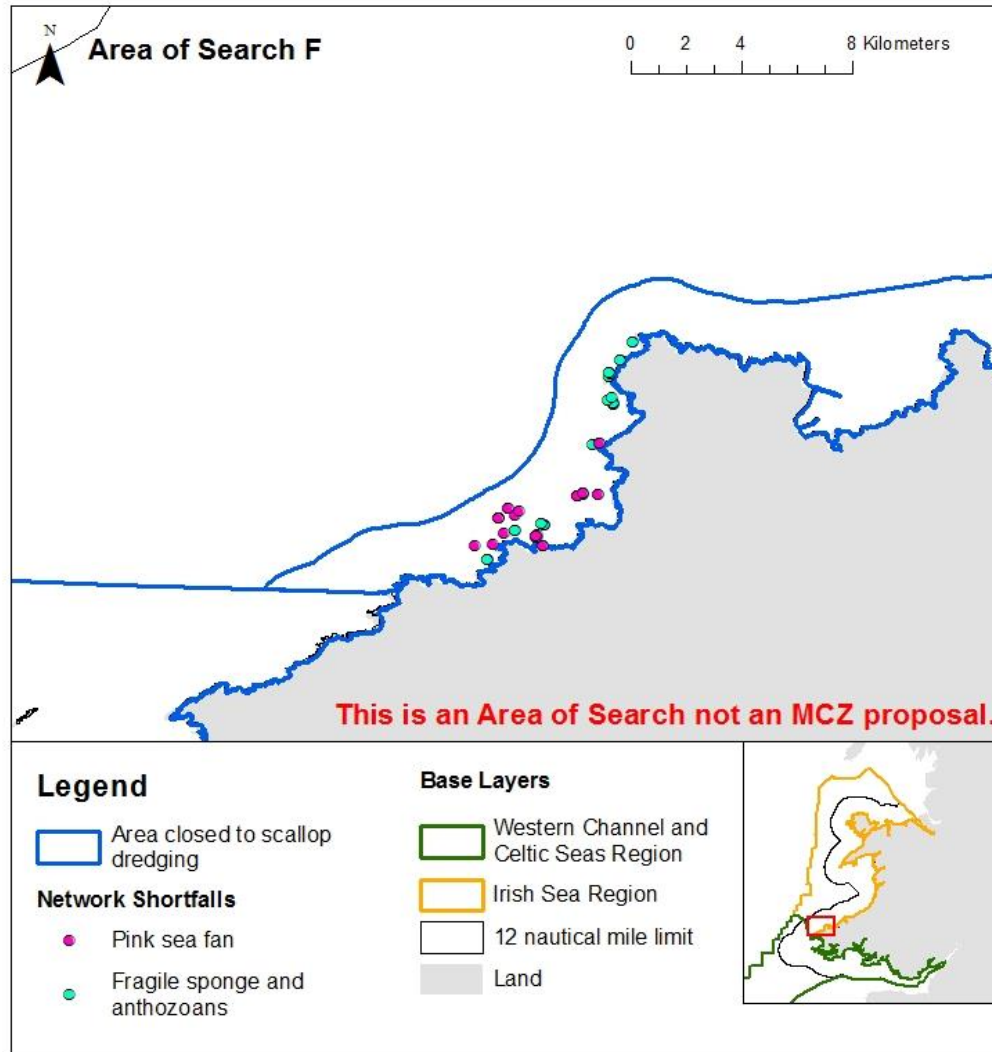 N
Area of Search F
0 2 4 8 Kilometers
This is an Area of Search not an MCZ proposal.
Legend
Area closed to scallop
dredging
Network Shortfalls
Pink sea fan
Fragile sponge and
anthozoans
Base Layers
Western Channel and
Celtic Seas Region
Irish Sea Region
12 nautical mile limit
Land